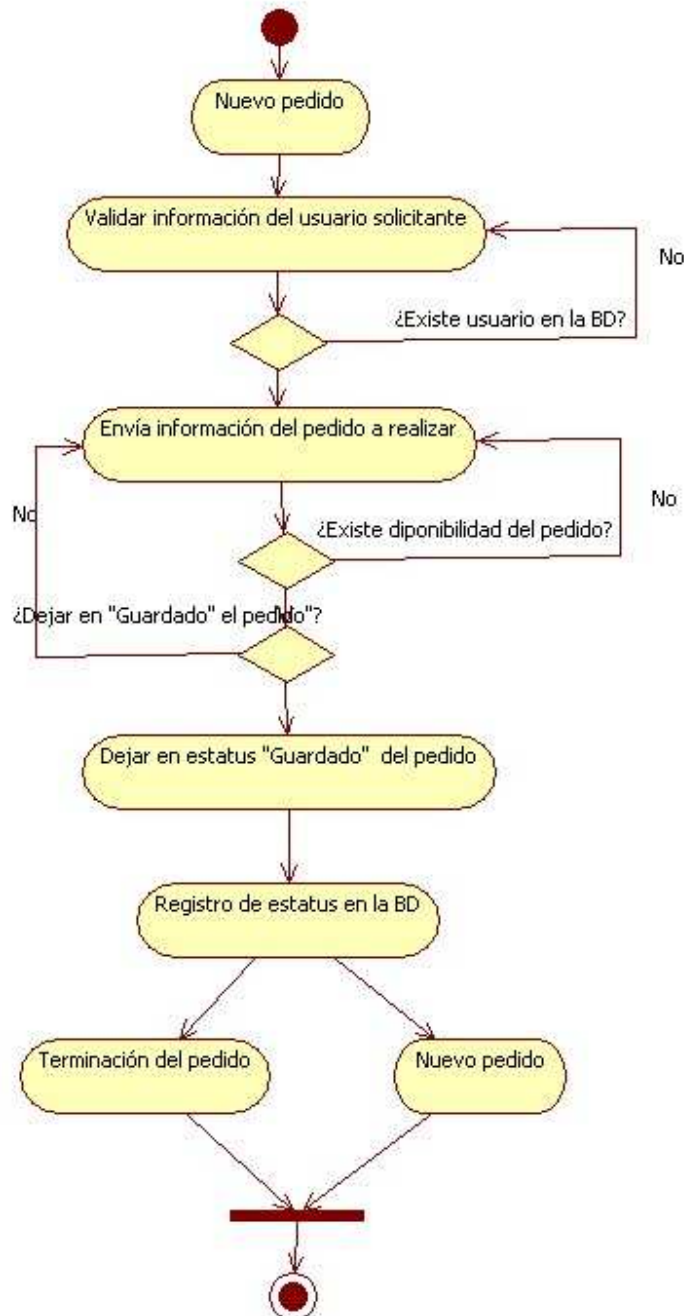 Nuevo pedido
Validar información del usuario solicitante
No
¿Existe usuario en la BD?
Envía información del pedido a realizar
No
No
¿Existe diponibilidad del pedido?
¿Dejar en "Guardado" el pedido"?
Dejar en estatus "Guardado" del pedido
Registro de estatus en la BD
Terminación del pedido
Nuevo pedido